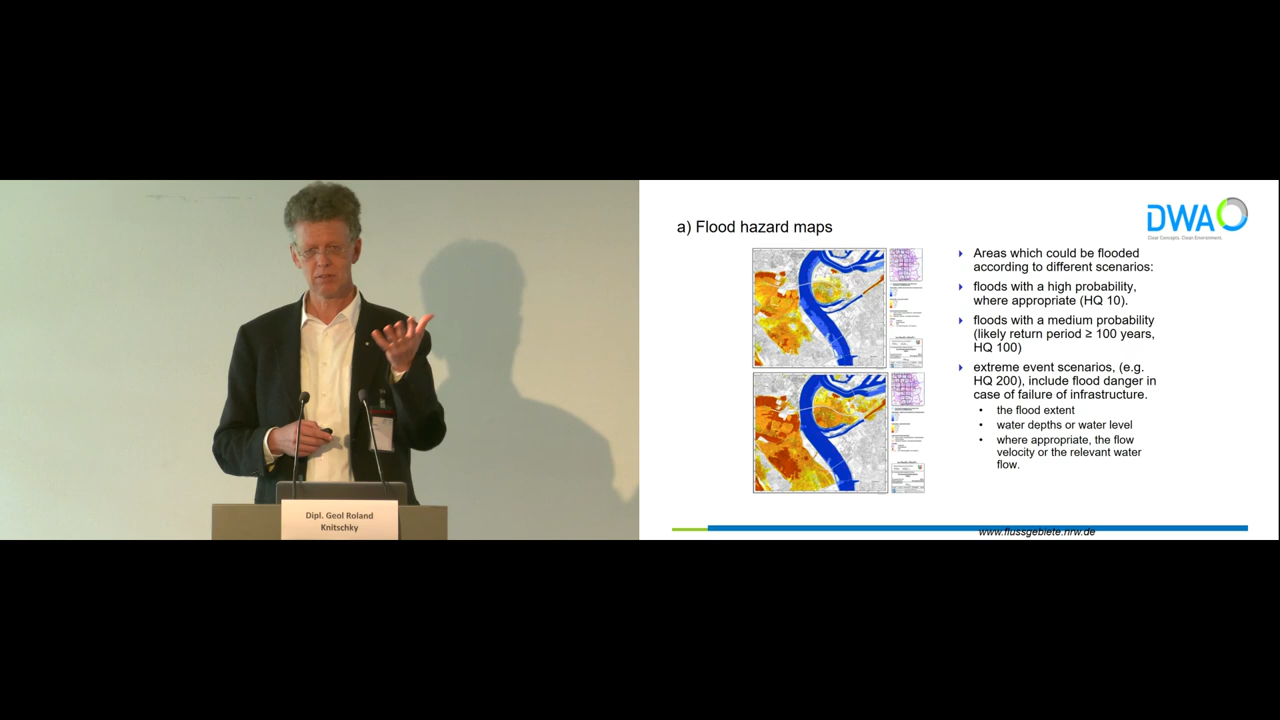 Dipl. Geol Roland
Knitschky
a) Flood hazard maps
DWA
Clear Concepts. Clean Environment.
Areas which could be flooded
according to different scenarios:
floods with a high probability,
where appropriate (HQ 10).
floods with a medium probability
(likely return period ≥ 100 years,
HQ 100)
extreme event scenarios, (e.g.
HQ 200), include flood danger in
case of failure of infrastructure.
• the flood extent
• water depths or water level
• where appropriate, the flow
velocity or the relevant water
flow.
www.flussgebiete.nrw.de